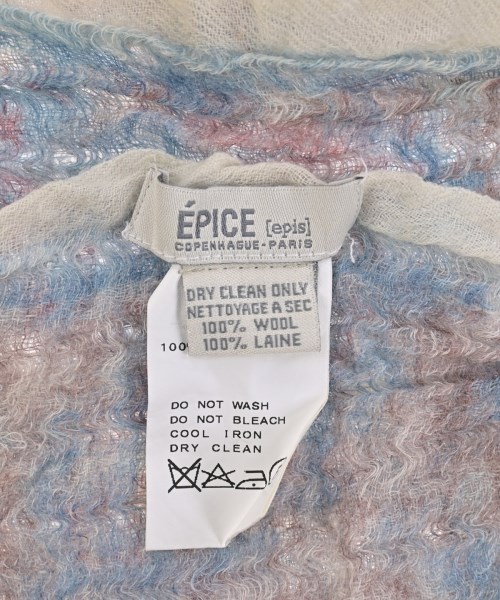 ÉPICE [epis]
COPENHAGUE-PARIS
DRY CLEAN ONLY
NETTOYAGE A SEC
100% WOOL
100% LAINE
100
DO NOT WASH
DO NOT BLEACH
COOL IRON
DRY CLEAN